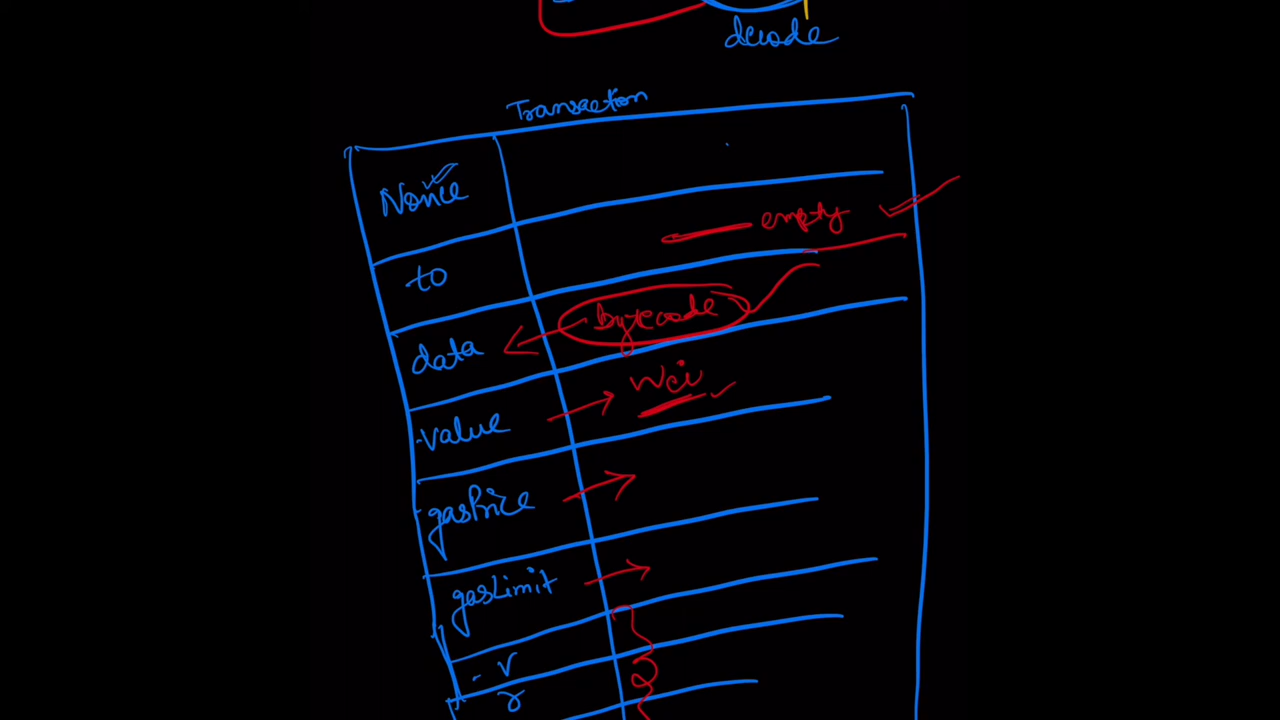 decode
Transaction
Nonce
empty
to
bytecode
data
Wei
value
gasPrice
gasLimit
v
r